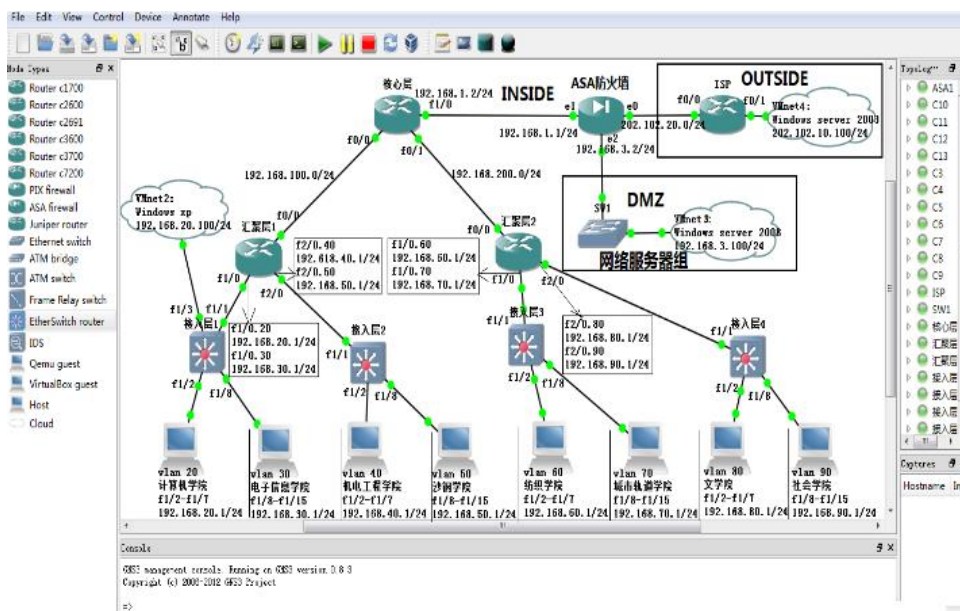 File Edit View Control Device Annotate Help
Node Types
Router c1700
Router c2600
Router c2691
Router c3600
Router c3700
Router c7200
PIX firewall
ASA firewall
Juniper router
Ethernet switch
ATM bridge
ATM switch
Frame Relay switch
EtherSwitch router
IDS
Qemu guest
VirtualBox guest
Host
Cloud
核心层
192.168.1.2/24
f1/0
INSIDE
ASA防火墙
OUTSIDE
ISP
e1
e0
f0/0
f0/1
VMnet4:
Windows server 2008
202.102.10.100/24
192.168.1.1/24
202.102.20.0/24
e2
192.168.3.2/24
f0/0
f0/1
192.168.100.0/24
192.168.200.0/24
DMZ
SW1
VMnet3:
Windows server 2008
192.168.3.100/24
网络服务器组
VMnet2:
Windows xp
192.168.20.100/24
汇聚层1
f0/0
f1/0
f2/0
f2/0.40
192.618.40.1/24
f2/0.50
192.168.50.1/24
f1/0.60
192.168.60.1/24
f1/0.70
192.168.70.1/24
汇聚层2
f0/0
f1/0
f2/0
f1/3
f1/1
接入层1
f1/0.20
192.168.20.1/24
f1/0.30
192.168.30.1/24
接入层2
f1/1
接入层3
f1/1
f2/0.80
192.168.80.1/24
f2/0.90
192.168.90.1/24
接入层4
f1/1
f1/2
f1/8
f1/2
f1/8
f1/2
f1/8
f1/2
f1/8
vlan 20
计算机学院
f1/2-f1/7
192.168.20.1/24
vlan 30
电子信息学院
f1/8-f1/15
192.168.30.1/24
vlan 40
机电工程学院
f1/2-f1/7
192.168.40.1/24
vlan 50
沙钢学院
f1/8-f1/15
192.168.50.1/24
vlan 60
纺织学院
f1/2-f1/7
192.168.60.1/24
vlan 70
城市轨道学院
f1/8-f1/15
192.168.70.1/24
vlan 80
文学院
f1/2-f1/7
192.168.80.1/24
vlan 90
社会学院
f1/8-f1/15
192.168.90.1/24
ASA1
C10
C11
C12
C13
C3
C4
C5
C6
C7
C8
C9
ISP
SW1
核心层
汇聚层
汇聚层
接入层
接入层
接入层
接入层
Captures
Hostname In
Console
GNS3 management console. Running on GNS3 version 0.8.3
Copyright (c) 2006-2012 GNS3 Project
=>